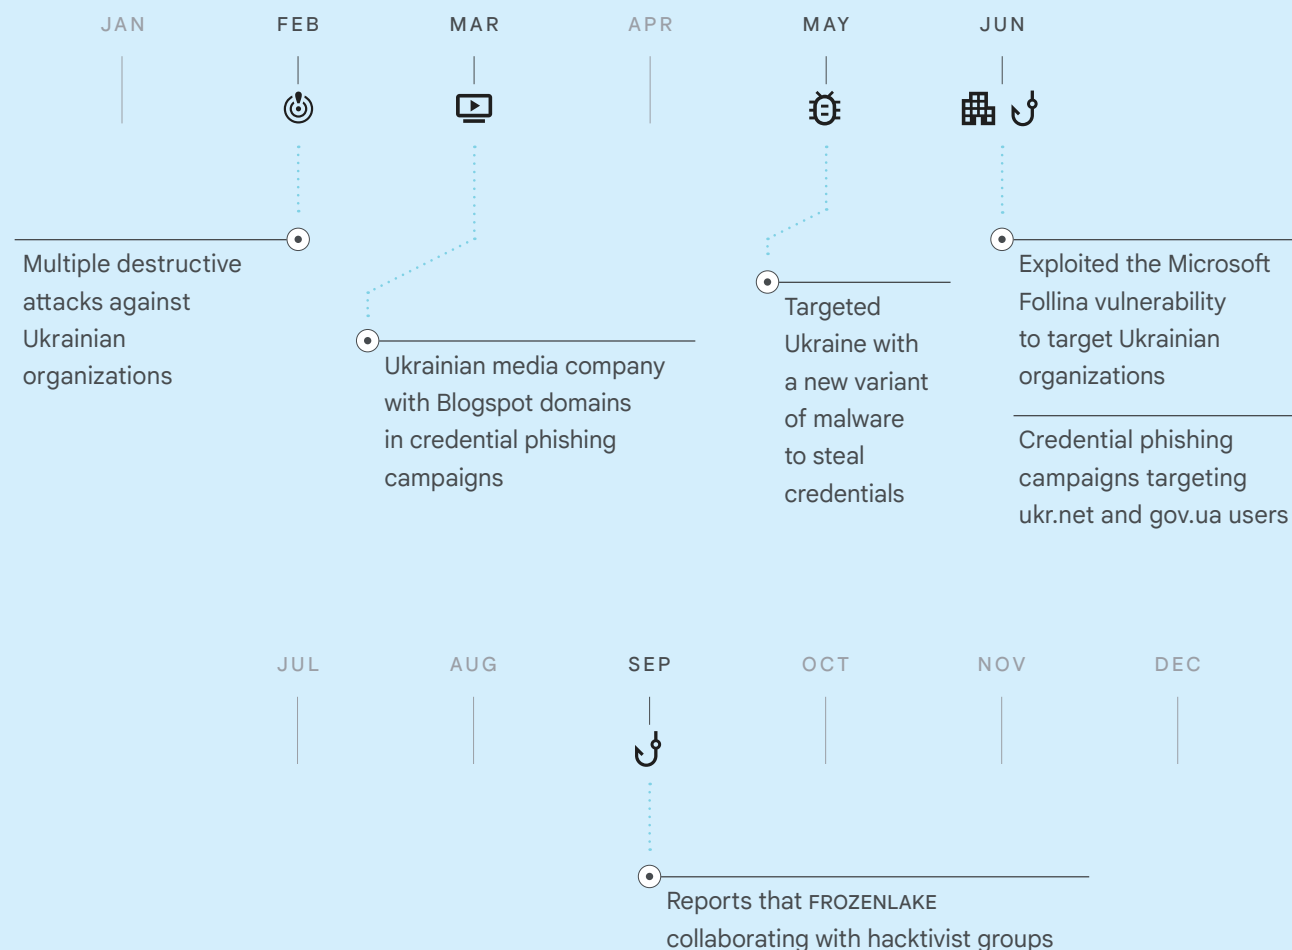 JAN
FEB
MAR
APR
MAY
JUN
Multiple destructive
attacks against
Ukrainian
organizations
Ukrainian media company
with Blogspot domains
in credential phishing
campaigns
Targeted
Ukraine with
a new variant
of malware
to steal
credentials
Exploited the Microsoft
Follina vulnerability
to target Ukrainian
organizations
Credential phishing
campaigns targeting
ukr.net and gov.ua users
JUL
AUG
SEP
OCT
NOV
DEC
Reports that FROZENLAKE
collaborating with hacktivist groups